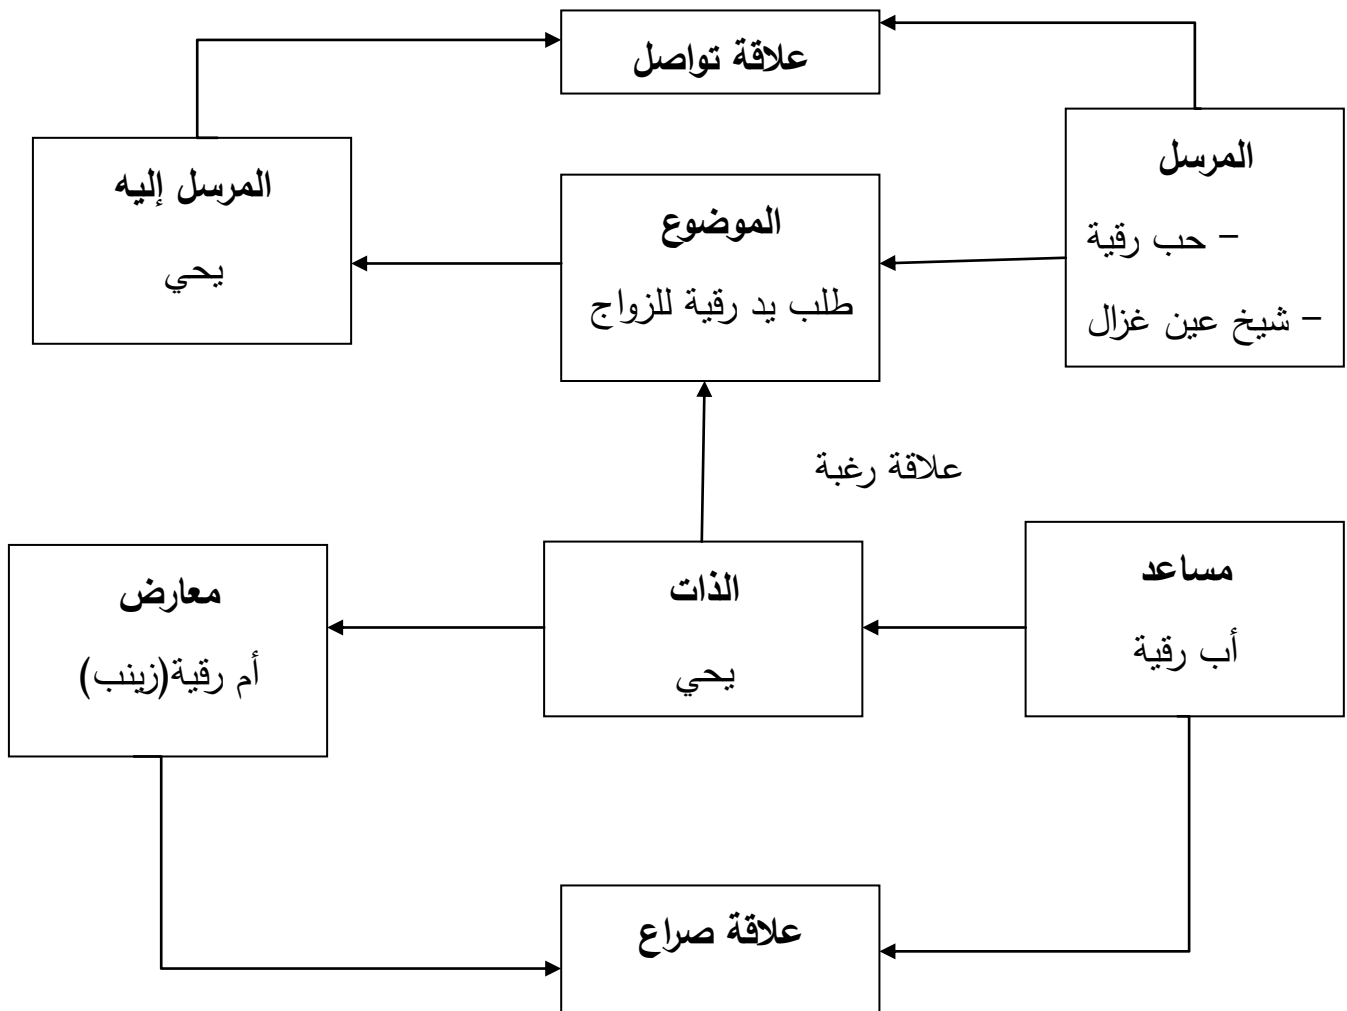 علاقة تواصل
المرسل
- حب رقية
- شيخ عين غزال
الموضوع
طلب يد رقية للزواج
المرسل إليه
يحي
علاقة رغبة
مساعد
أب رقية
الذات
يحي
معارض
أم رقية(زينب)
علاقة صراع